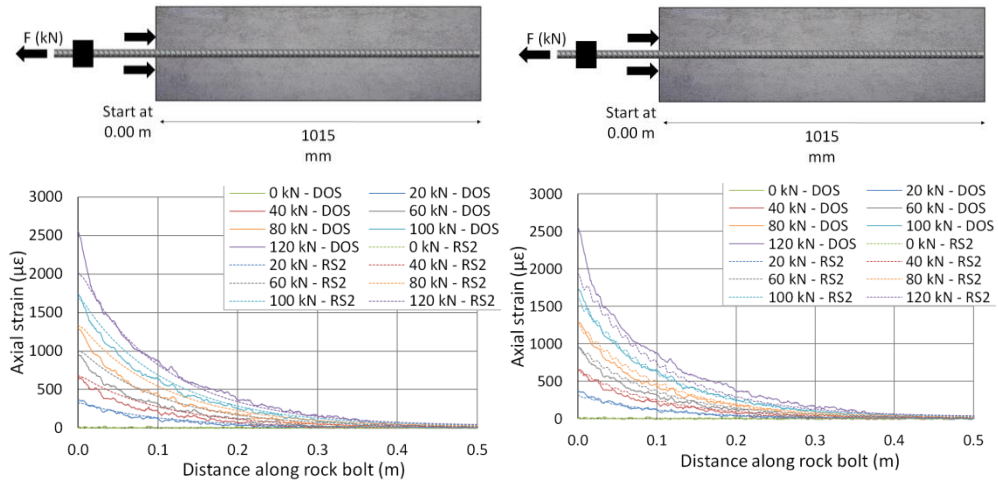 F (kN)
Start at
0.00 m
1015
mm
F (kN)
Start at
0.00 m
1015
mm
3000
2500
2000
1500
1000
500
0
Axial strain (με)
0 kN - DOS 20 kN - DOS
40 kN - DOS 60 kN - DOS
80 kN - DOS 100 kN - DOS
120 kN - DOS 0 kN - RS2
20 kN - RS2 40 kN - RS2
60 kN - RS2 80 kN - RS2
100 kN - RS2 120 kN - RS2
0.0 0.1 0.2 0.3 0.4 0.5
Distance along rock bolt (m)
3000
2500
2000
1500
1000
500
0
Axial strain (με)
0 kN - DOS 20 kN - DOS
40 kN - DOS 60 kN - DOS
80 kN - DOS 100 kN - DOS
120 kN - DOS 0 kN - RS2
20 kN - RS2 40 kN - RS2
60 kN - RS2 80 kN - RS2
100 kN - RS2 120 kN - RS2
0.0 0.1 0.2 0.3 0.4 0.5
Distance along rock bolt (m)